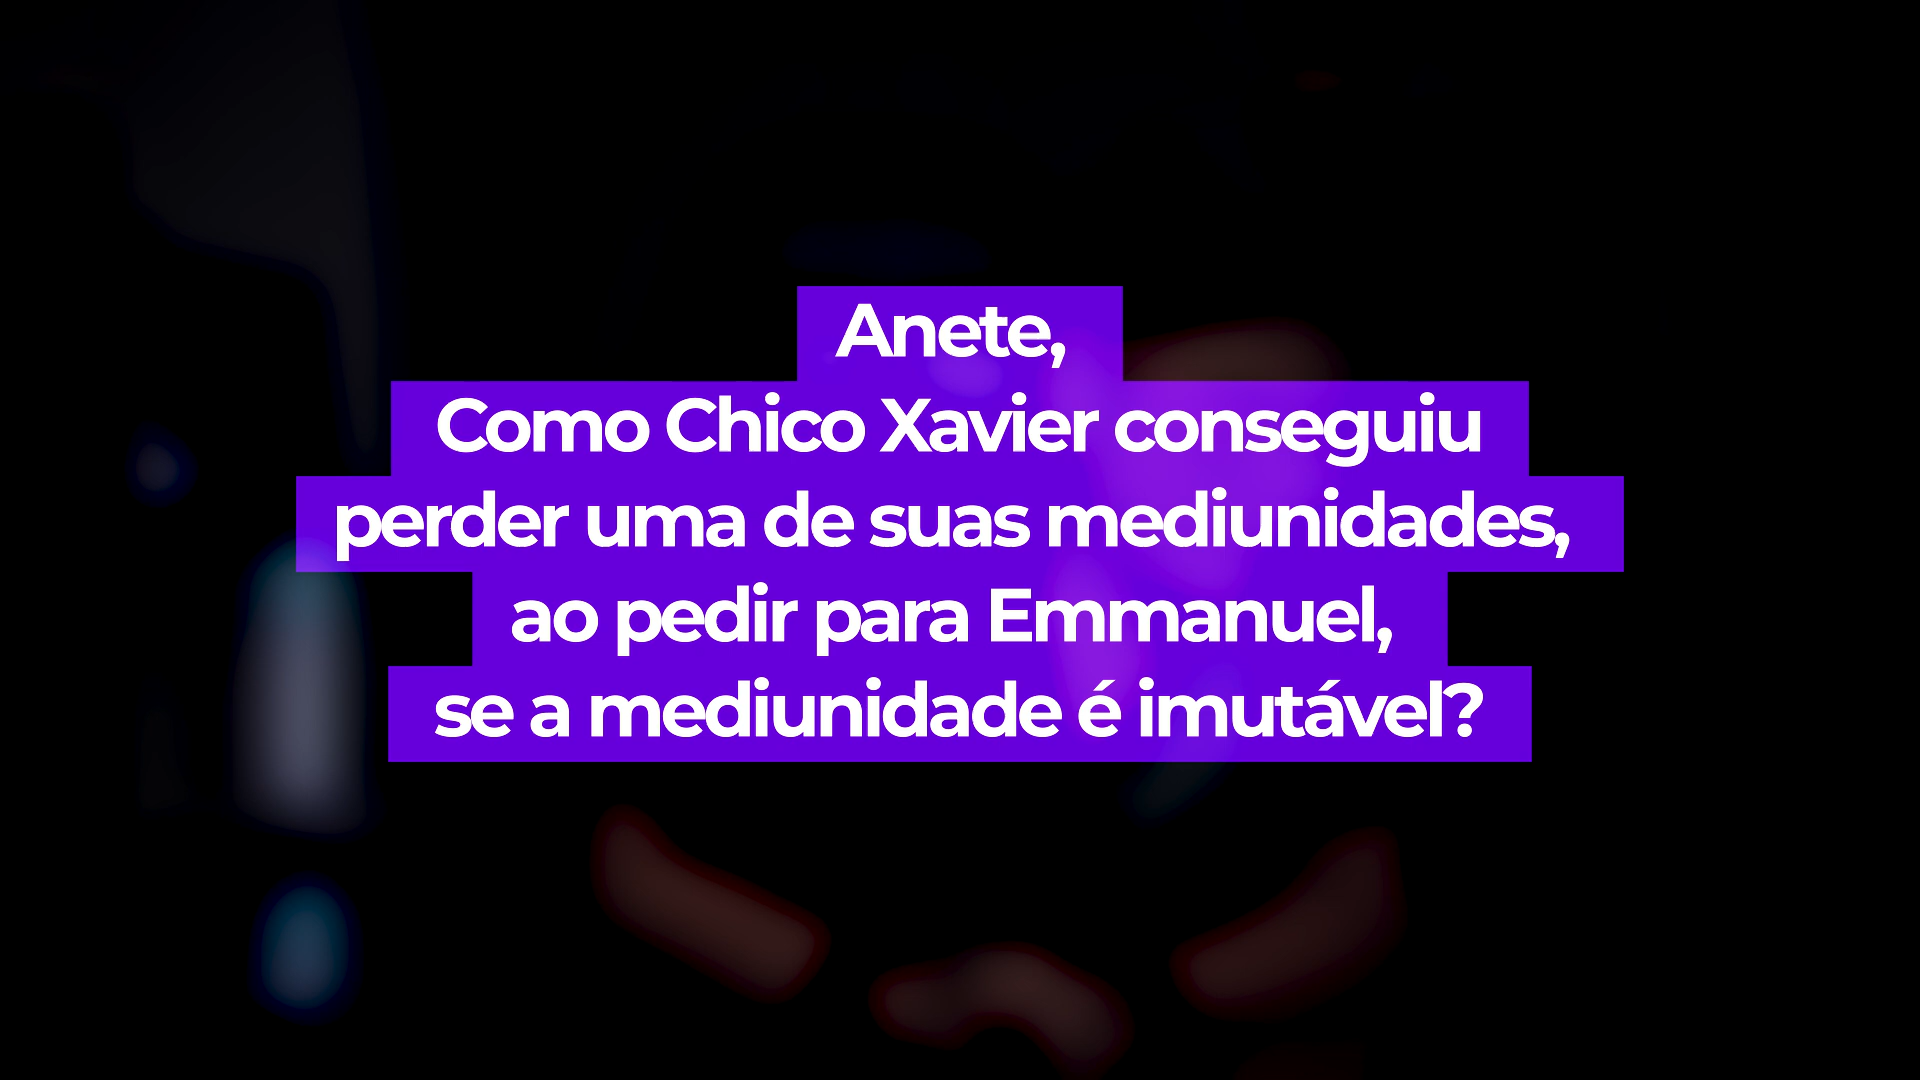 Anete,
Como Chico Xavier conseguiu
perder uma de suas mediunidades,
ao pedir para Emmanuel,
se a mediunidade é imutável?